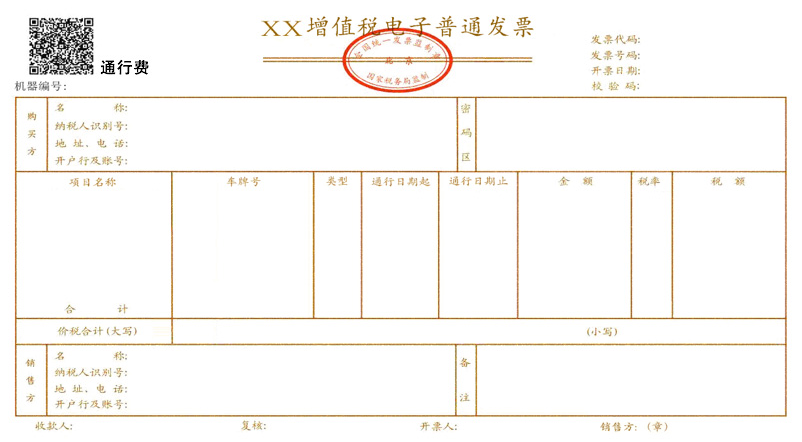 XX增值税电子普通发票
通行费
机器编号:
全国统一发票监制章
北京
国家税务局监制
发票代码:
发票号码:
开票日期:
校验码:
购买方
名称:
纳税人识别号:
地址、电话:
开户行及账号:
密码区
项目名称 车牌号 类型 通行日期起 通行日期止 金额 税率 税额
合计
价税合计(大写) (小写)
销售方
名称:
纳税人识别号:
地址、电话:
开户行及账号:
备注
收款人: 复核: 开票人: 销售方:(章)